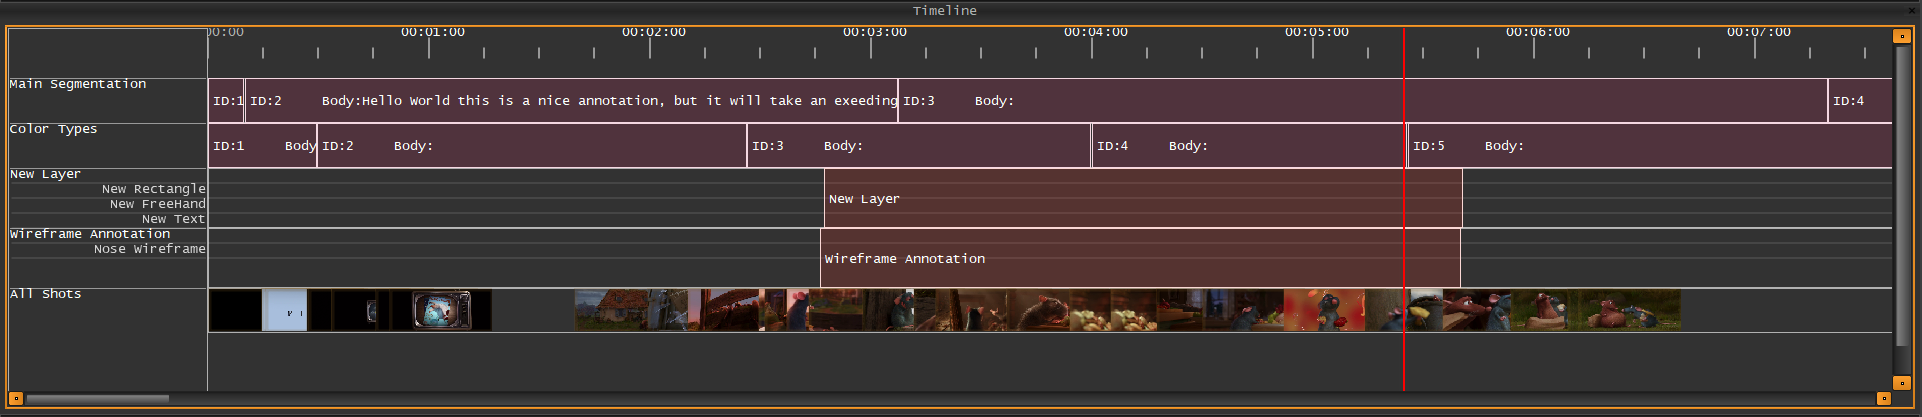 Timeline
00:00 00:01:00 00:02:00 00:03:00 00:04:00 00:05:00 00:06:00 00:07:00
Main Segmentation
ID:1 ID:2 Body:Hello World this is a nice annotation, but it will take an exeeding ID:3 Body: ID:4
Color Types
ID:1 Body ID:2 Body: ID:3 Body: ID:4 Body: ID:5 Body:
New Layer
New Rectangle
New FreeHand
New Text
New Layer
Wireframe Annotation
Nose Wireframe
Wireframe Annotation
All Shots